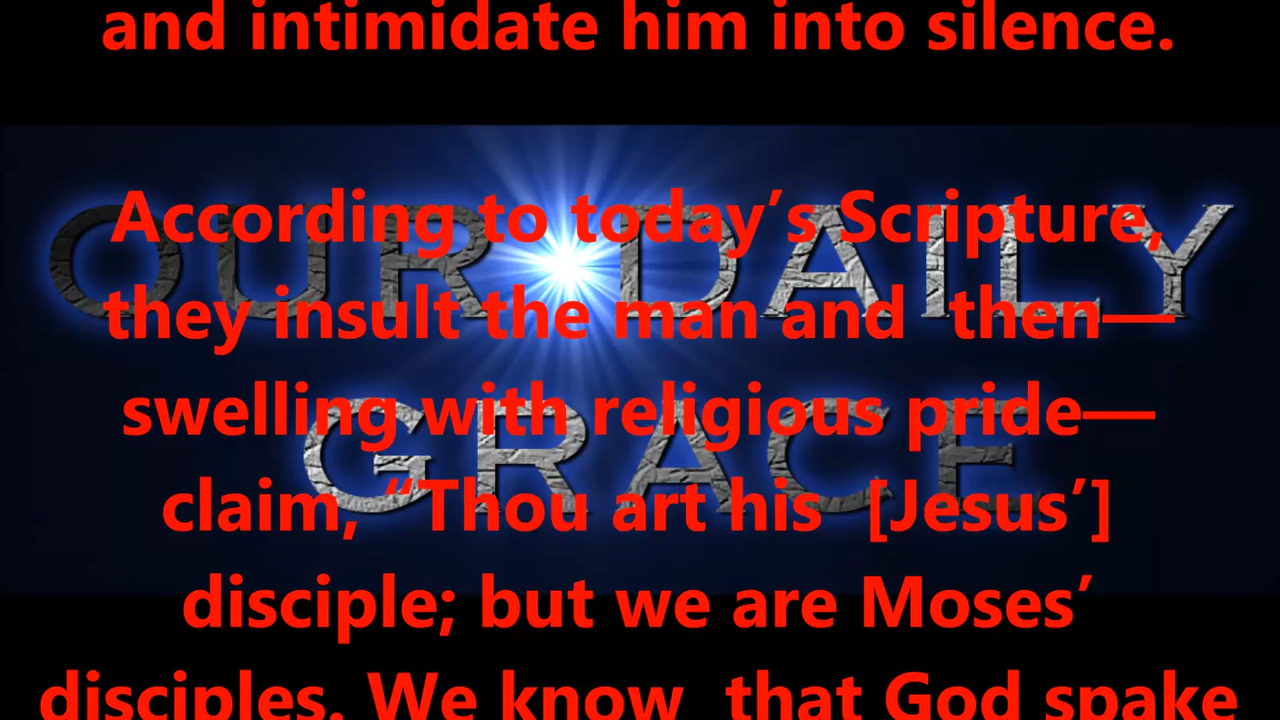 and intimidate him into silence.
OUR DAILY
GRACE
According to today’s Scripture,
they insult the man and  then—
swelling with religious pride—
claim,  “Thou art his  [Jesus’]
disciple; but we are Moses’
disciples. We know  that God spake